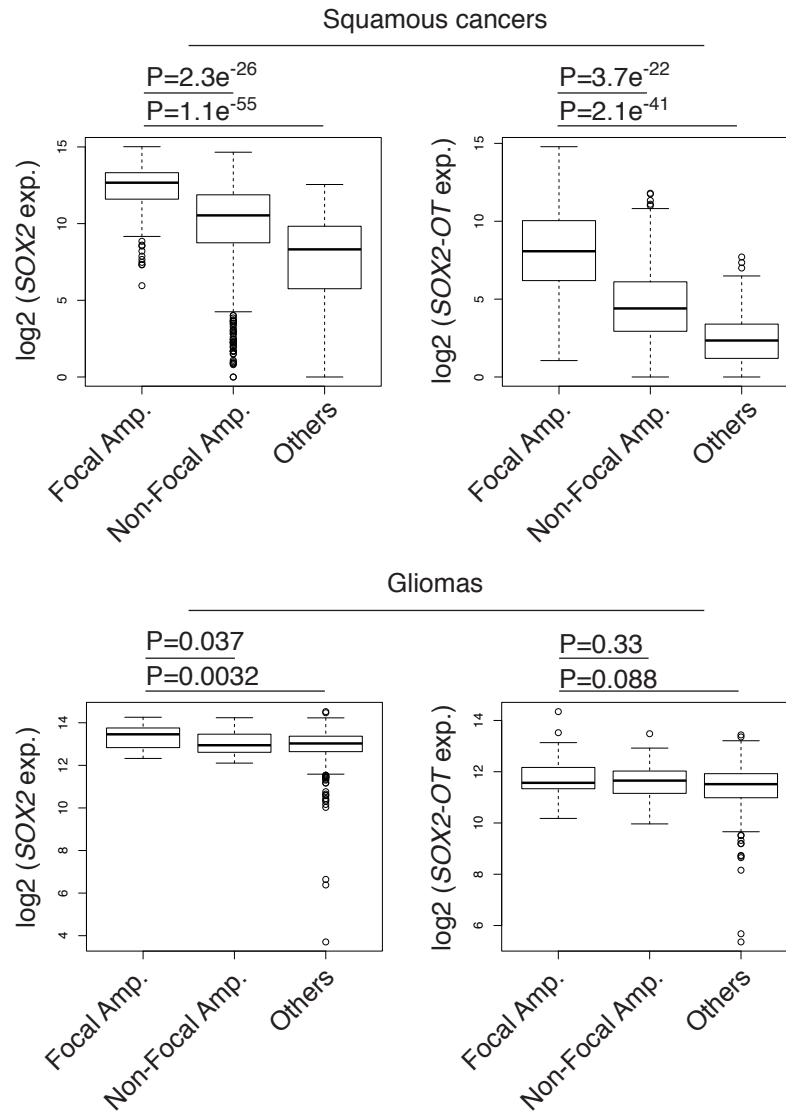 Squamous cancers
P=2.3e-26
P=1.1e-55
log2 (SOX2 exp.)
15
10
5
0
Focal Amp.
Non-Focal Amp.
Others
P=3.7e-22
P=2.1e-41
log2 (SOX2-OT exp.)
15
10
5
0
Focal Amp.
Non-Focal Amp.
Others
Gliomas
P=0.037
P=0.0032
log2 (SOX2 exp.)
14
12
10
8
6
4
Focal Amp.
Non-Focal Amp.
Others
P=0.33
P=0.088
log2 (SOX2-OT exp.)
14
12
10
8
6
Focal Amp.
Non-Focal Amp.
Others